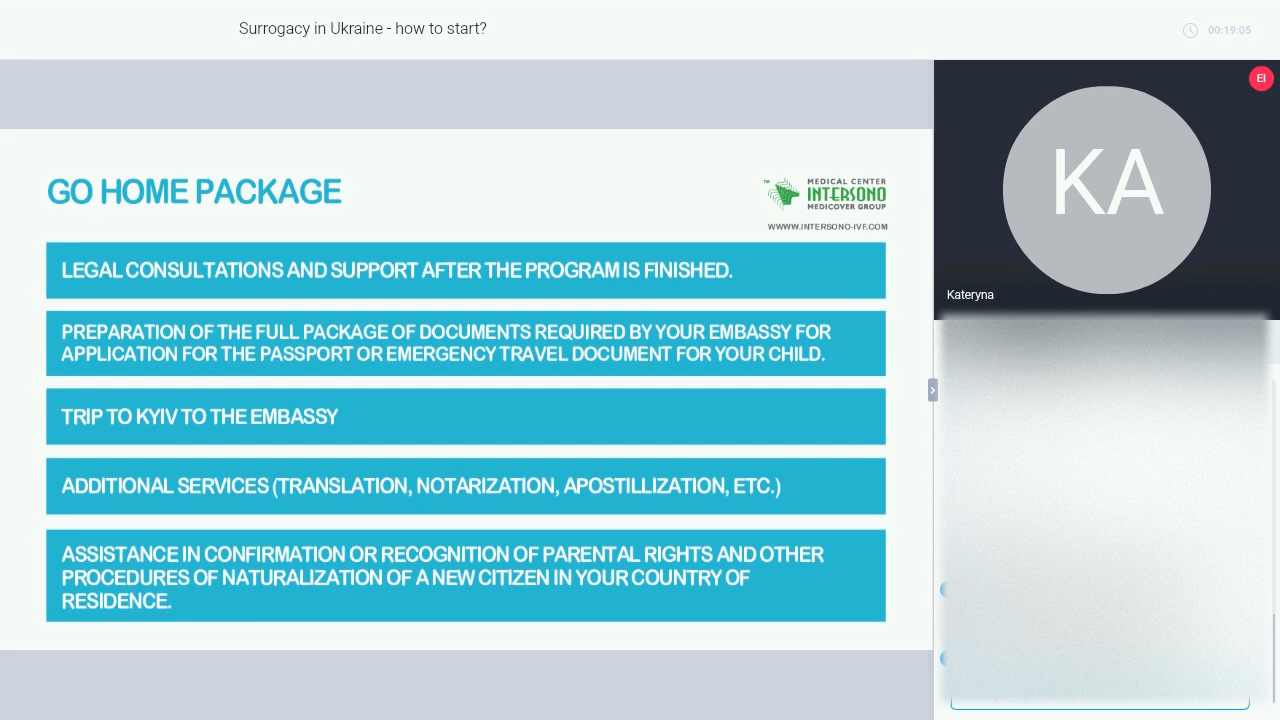 Surrogacy in Ukraine - how to start?
00:19:05
EI
KA
Kateryna
GO HOME PACKAGE
TM
MEDICAL CENTER
INTERSONO
MEDICOVER GROUP
WWWW.INTERSONO-IVF.COM
LEGAL CONSULTATIONS AND SUPPORT AFTER THE PROGRAM IS FINISHED.
PREPARATION OF THE FULL PACKAGE OF DOCUMENTS REQUIRED BY YOUR EMBASSY FOR
APPLICATION FOR THE PASSPORT OR EMERGENCY TRAVEL DOCUMENT FOR YOUR CHILD.
TRIP TO KYIV TO THE EMBASSY
ADDITIONAL SERVICES (TRANSLATION, NOTARIZATION, APOSTILLIZATION, ETC.)
ASSISTANCE IN CONFIRMATION OR RECOGNITION OF PARENTAL RIGHTS AND OTHER
PROCEDURES OF NATURALIZATION OF A NEW CITIZEN IN YOUR COUNTRY OF
RESIDENCE.